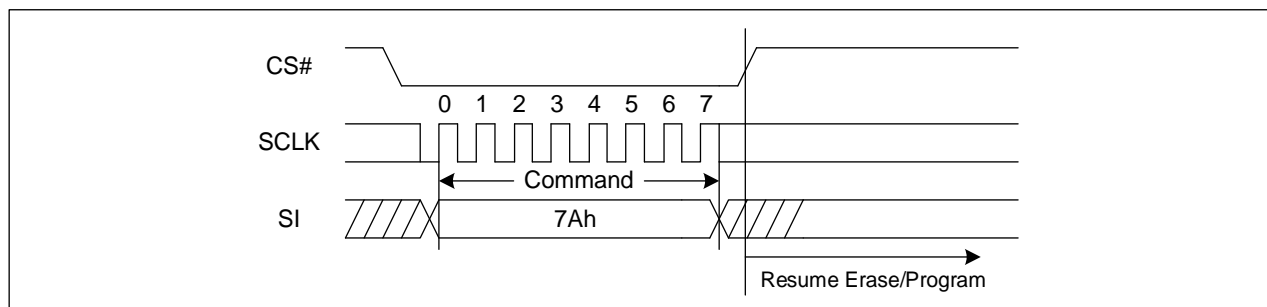 CS#
0 1 2 3 4 5 6 7
SCLK
Command
SI
7Ah
Resume Erase/Program